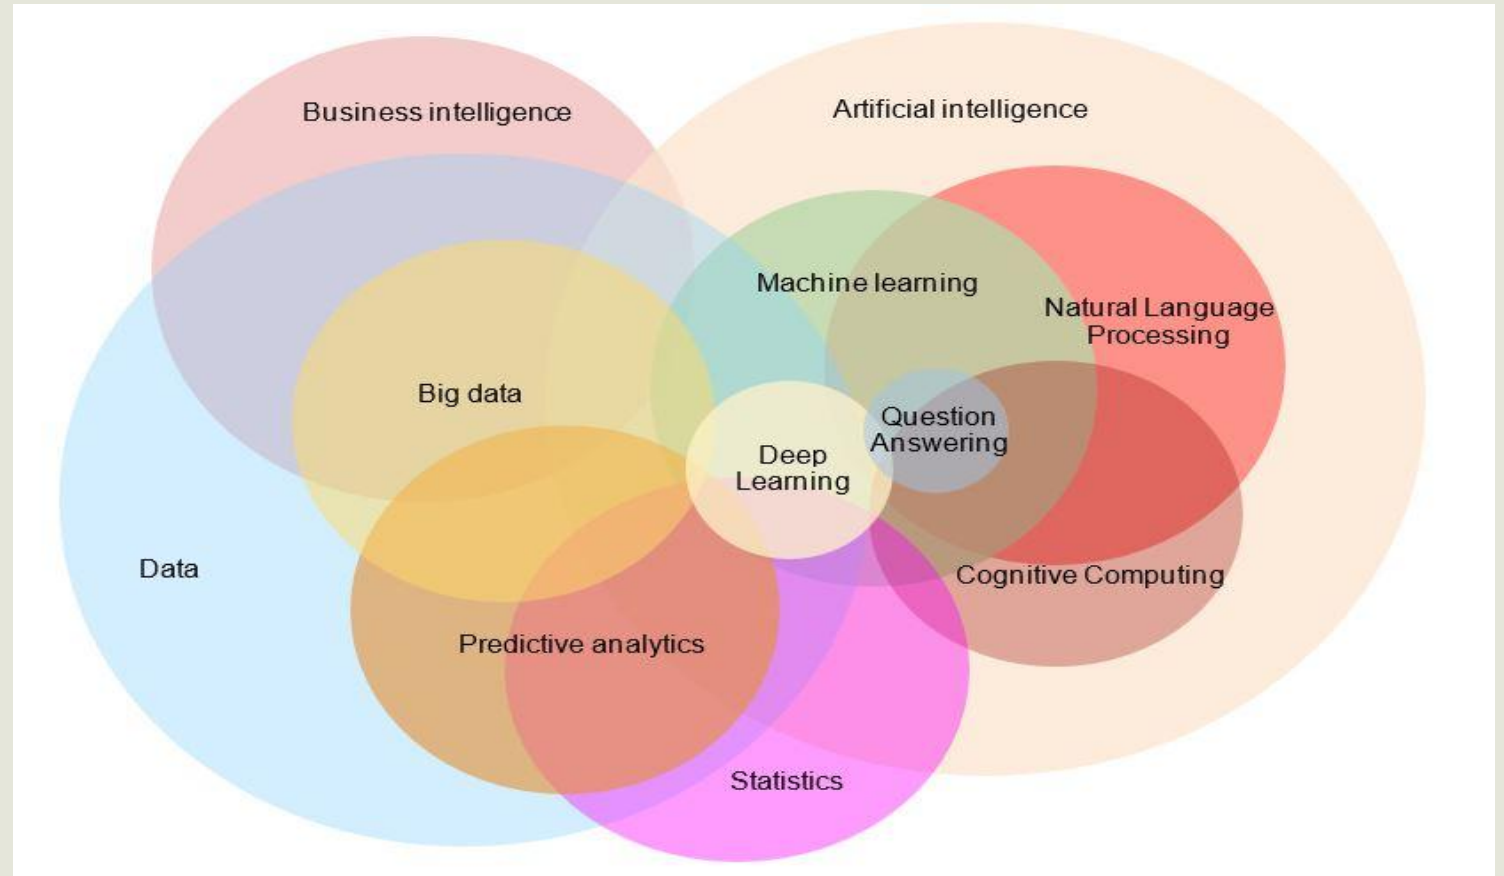 Business intelligence
Artificial intelligence
Machine learning
Natural Language
Processing
Big data
Question
Answering
Deep
Learning
Data
Cognitive Computing
Predictive analytics
Statistics